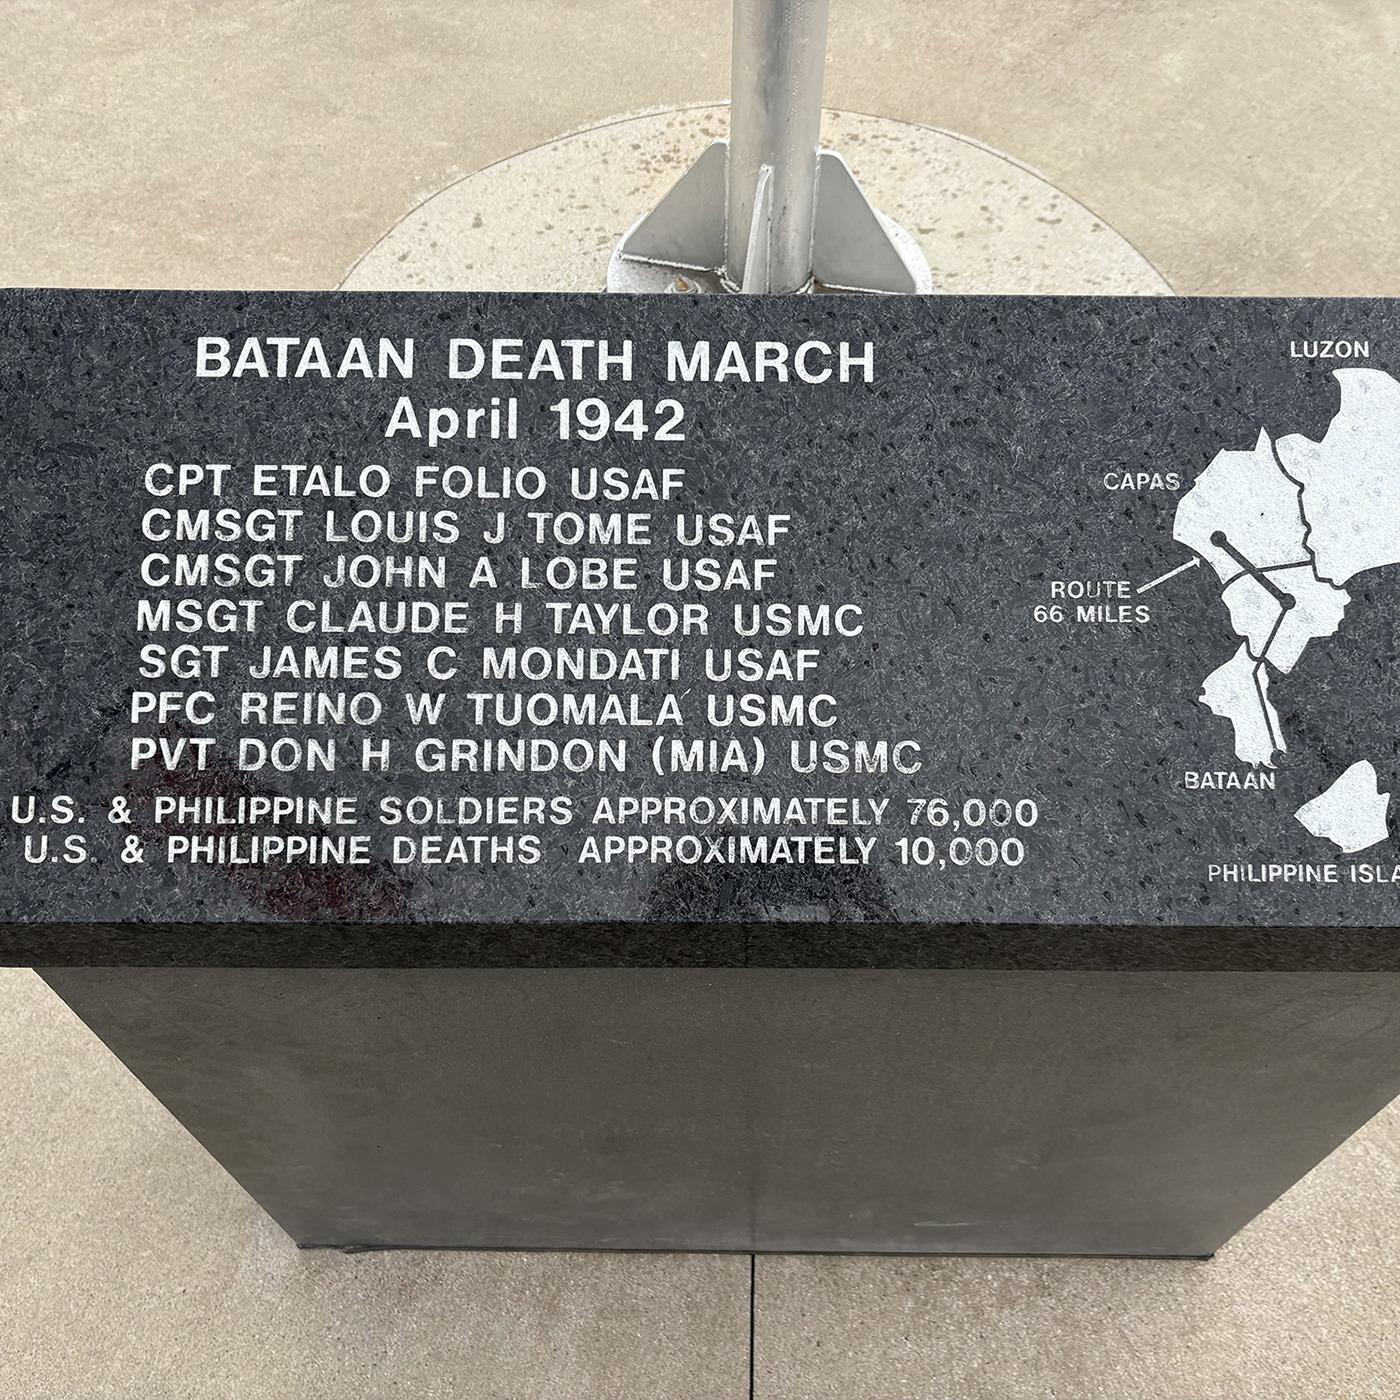 BATAAN DEATH MARCH
April 1942
CPT ETALO FOLIO USAF
CMSGT LOUIS J TOME USAF
CMSGT JOHN A LOBE USAF
MSGT CLAUDE H TAYLOR USMC
SGT JAMES C MONDATI USAF
PFC REINO W TUOMALA USMC
PVT DON H GRINDON (MIA) USMC
U.S. & PHILIPPINE SOLDIERS APPROXIMATELY 76,000
U.S. & PHILIPPINE DEATHS APPROXIMATELY 10,000
LUZON
CAPAS
ROUTE
66 MILES
BATAAN
PHILIPPINE